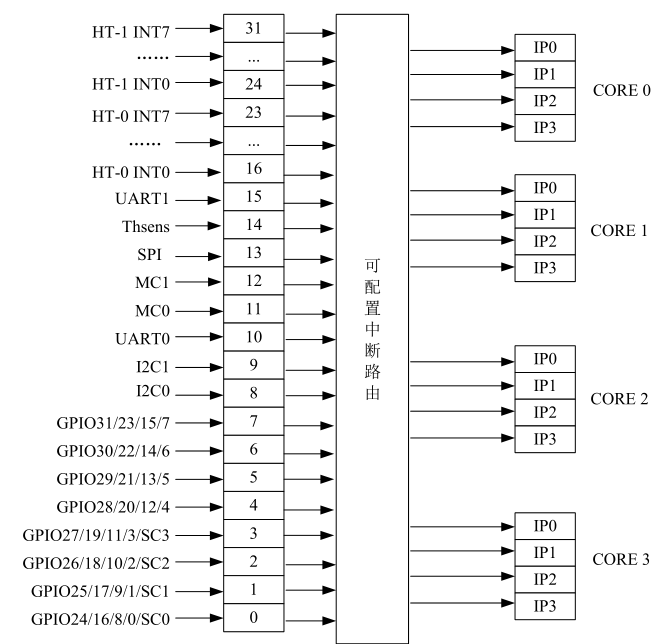 HT-1 INT7 31
…… ...
HT-1 INT0 24
HT-0 INT7 23
…… ...
HT-0 INT0 16
UART1 15
Thsens 14
SPI 13
MC1 12
MC0 11
UART0 10
I2C1 9
I2C0 8
GPIO31/23/15/7 7
GPIO30/22/14/6 6
GPIO29/21/13/5 5
GPIO28/20/12/4 4
GPIO27/19/11/3/SC3 3
GPIO26/18/10/2/SC2 2
GPIO25/17/9/1/SC1 1
GPIO24/16/8/0/SC0 0
可配置中断路由
IP0
IP1
IP2
IP3
CORE 0
IP0
IP1
IP2
IP3
CORE 1
IP0
IP1
IP2
IP3
CORE 2
IP0
IP1
IP2
IP3
CORE 3